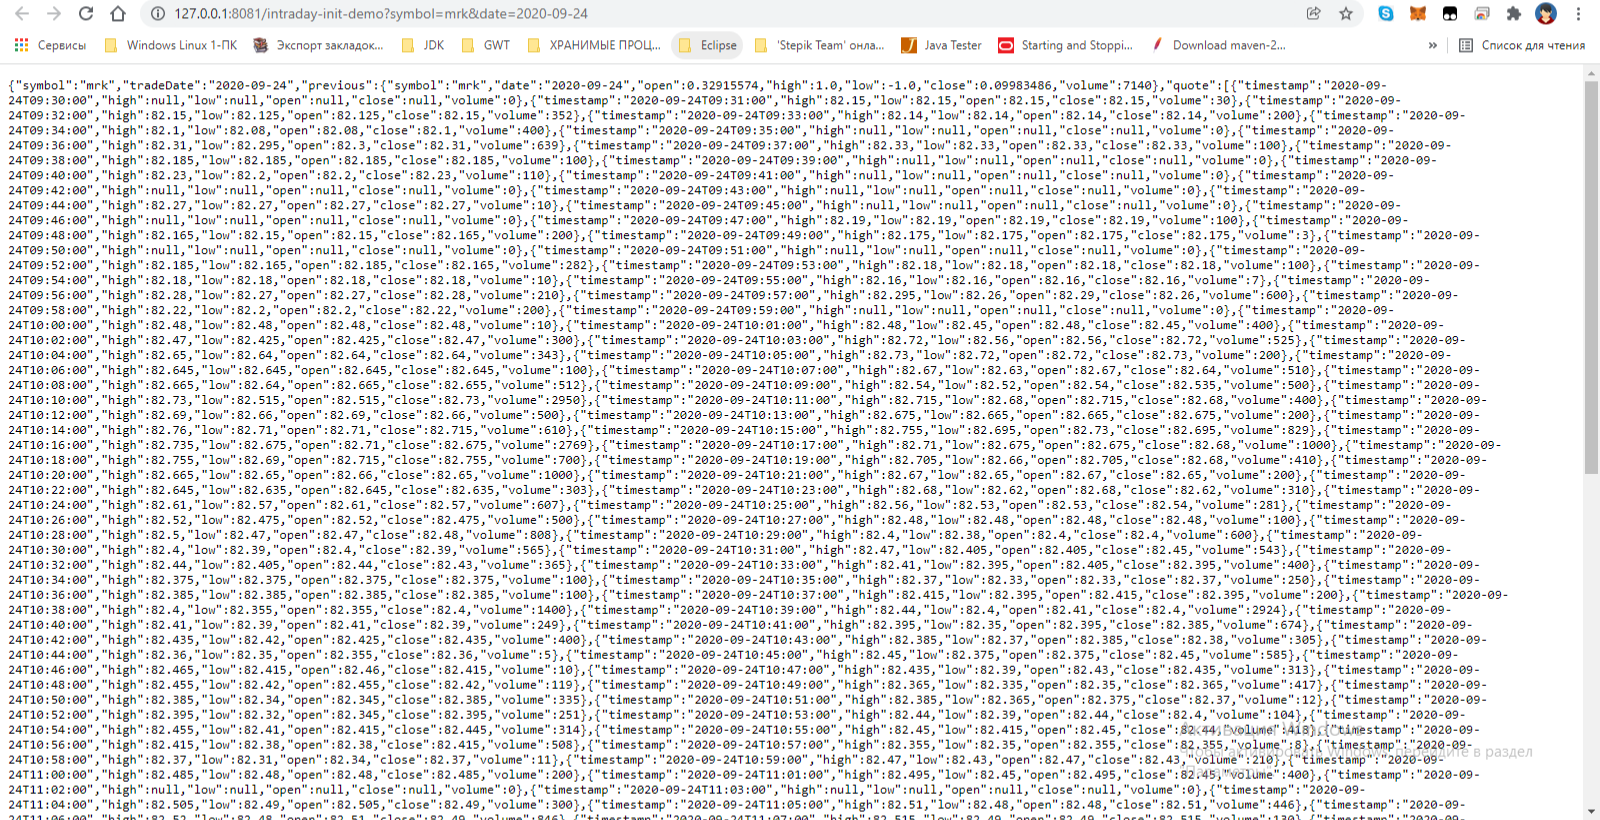 127.0.0.1:8081/intraday-init-demo?symbol=mrk&date=2020-09-24
Сервисы Windows Linux 1-ПК Экспорт закладок... JDK GWT ХРАНИМЫЕ ПРОЦ... Eclipse 'Stepik Team' онла... Java Tester Starting and Stoppi... Download maven-2... » Список для чтения
{"symbol":"mrk","tradeDate":"2020-09-24","previous":{"symbol":"mrk","date":"2020-09-24","open":0.32915574,"high":1.0,"low":-1.0,"close":0.09983486,"volume":7140},"quote":[{"timestamp":"2020-09-
24T09:30:00","high":null,"low":null,"open":null,"close":null,"volume":0},{"timestamp":"2020-09-24T09:31:00","high":82.15,"low":82.15,"open":82.15,"close":82.15,"volume":30},{"timestamp":"2020-09-
24T09:32:00","high":82.15,"low":82.125,"open":82.125,"close":82.15,"volume":352},{"timestamp":"2020-09-24T09:33:00","high":82.14,"low":82.14,"open":82.14,"close":82.14,"volume":200},{"timestamp":"2020-09-
24T09:34:00","high":82.1,"low":82.08,"open":82.08,"close":82.1,"volume":400},{"timestamp":"2020-09-24T09:35:00","high":null,"low":null,"open":null,"close":null,"volume":0},{"timestamp":"2020-09-
24T09:36:00","high":82.31,"low":82.295,"open":82.3,"close":82.31,"volume":639},{"timestamp":"2020-09-24T09:37:00","high":82.33,"low":82.33,"open":82.33,"close":82.33,"volume":100},{"timestamp":"2020-09-
24T09:38:00","high":82.185,"low":82.185,"open":82.185,"close":82.185,"volume":100},{"timestamp":"2020-09-24T09:39:00","high":null,"low":null,"open":null,"close":null,"volume":0},{"timestamp":"2020-09-
24T09:40:00","high":82.23,"low":82.2,"open":82.2,"close":82.23,"volume":110},{"timestamp":"2020-09-24T09:41:00","high":null,"low":null,"open":null,"close":null,"volume":0},{"timestamp":"2020-09-
24T09:42:00","high":null,"low":null,"open":null,"close":null,"volume":0},{"timestamp":"2020-09-24T09:43:00","high":null,"low":null,"open":null,"close":null,"volume":0},{"timestamp":"2020-09-
24T09:44:00","high":82.27,"low":82.27,"open":82.27,"close":82.27,"volume":10},{"timestamp":"2020-09-24T09:45:00","high":null,"low":null,"open":null,"close":null,"volume":0},{"timestamp":"2020-09-
24T09:46:00","high":null,"low":null,"open":null,"close":null,"volume":0},{"timestamp":"2020-09-24T09:47:00","high":82.19,"low":82.19,"open":82.19,"close":82.19,"volume":100},{"timestamp":"2020-09-
24T09:48:00","high":82.165,"low":82.15,"open":82.15,"close":82.165,"volume":200},{"timestamp":"2020-09-24T09:49:00","high":82.175,"low":82.175,"open":82.175,"close":82.175,"volume":3},{"timestamp":"2020-09-
24T09:50:00","high":null,"low":null,"open":null,"close":null,"volume":0},{"timestamp":"2020-09-24T09:51:00","high":null,"low":null,"open":null,"close":null,"volume":0},{"timestamp":"2020-09-
24T09:52:00","high":82.185,"low":82.165,"open":82.185,"close":82.165,"volume":282},{"timestamp":"2020-09-24T09:53:00","high":82.18,"low":82.18,"open":82.18,"close":82.18,"volume":100},{"timestamp":"2020-09-
24T09:54:00","high":82.18,"low":82.18,"open":82.18,"close":82.18,"volume":10},{"timestamp":"2020-09-24T09:55:00","high":82.16,"low":82.16,"open":82.16,"close":82.16,"volume":7},{"timestamp":"2020-09-
24T09:56:00","high":82.28,"low":82.27,"open":82.27,"close":82.28,"volume":210},{"timestamp":"2020-09-24T09:57:00","high":82.295,"low":82.26,"open":82.29,"close":82.26,"volume":600},{"timestamp":"2020-09-
24T09:58:00","high":82.22,"low":82.2,"open":82.2,"close":82.22,"volume":200},{"timestamp":"2020-09-24T09:59:00","high":null,"low":null,"open":null,"close":null,"volume":0},{"timestamp":"2020-09-
24T10:00:00","high":82.48,"low":82.48,"open":82.48,"close":82.48,"volume":10},{"timestamp":"2020-09-24T10:01:00","high":82.48,"low":82.45,"open":82.48,"close":82.45,"volume":400},{"timestamp":"2020-09-
24T10:02:00","high":82.47,"low":82.425,"open":82.425,"close":82.47,"volume":300},{"timestamp":"2020-09-24T10:03:00","high":82.72,"low":82.56,"open":82.56,"close":82.72,"volume":525},{"timestamp":"2020-09-
24T10:04:00","high":82.65,"low":82.64,"open":82.64,"close":82.64,"volume":343},{"timestamp":"2020-09-24T10:05:00","high":82.73,"low":82.72,"open":82.72,"close":82.73,"volume":200},{"timestamp":"2020-09-
24T10:06:00","high":82.645,"low":82.645,"open":82.645,"close":82.645,"volume":100},{"timestamp":"2020-09-24T10:07:00","high":82.67,"low":82.63,"open":82.67,"close":82.64,"volume":510},{"timestamp":"2020-09-
24T10:08:00","high":82.665,"low":82.64,"open":82.665,"close":82.64,"volume":512},{"timestamp":"2020-09-24T10:09:00","high":82.54,"low":82.52,"open":82.54,"close":82.535,"volume":500},{"timestamp":"2020-09-
24T10:10:00","high":82.73,"low":82.515,"open":82.515,"close":82.73,"volume":2950},{"timestamp":"2020-09-24T10:11:00","high":82.715,"low":82.68,"open":82.715,"close":82.68,"volume":400},{"timestamp":"2020-09-
24T10:12:00","high":82.69,"low":82.66,"open":82.69,"close":82.66,"volume":500},{"timestamp":"2020-09-24T10:13:00","high":82.675,"low":82.665,"open":82.665,"close":82.675,"volume":200},{"timestamp":"2020-09-
24T10:14:00","high":82.76,"low":82.71,"open":82.71,"close":82.715,"volume":610},{"timestamp":"2020-09-24T10:15:00","high":82.755,"low":82.695,"open":82.73,"close":82.695,"volume":829},{"timestamp":"2020-09-
24T10:16:00","high":82.735,"low":82.675,"open":82.71,"close":82.675,"volume":2769},{"timestamp":"2020-09-24T10:17:00","high":82.71,"low":82.675,"open":82.675,"close":82.68,"volume":1000},{"timestamp":"2020-09-
24T10:18:00","high":82.755,"low":82.69,"open":82.715,"close":82.755,"volume":700},{"timestamp":"2020-09-24T10:19:00","high":82.705,"low":82.66,"open":82.705,"close":82.68,"volume":410},{"timestamp":"2020-09-
24T10:20:00","high":82.665,"low":82.65,"open":82.66,"close":82.65,"volume":1000},{"timestamp":"2020-09-24T10:21:00","high":82.67,"low":82.65,"open":82.67,"close":82.65,"volume":200},{"timestamp":"2020-09-
24T10:22:00","high":82.645,"low":82.635,"open":82.645,"close":82.635,"volume":303},{"timestamp":"2020-09-24T10:23:00","high":82.68,"low":82.62,"open":82.68,"close":82.62,"volume":310},{"timestamp":"2020-09-
24T10:24:00","high":82.61,"low":82.57,"open":82.61,"close":82.57,"volume":607},{"timestamp":"2020-09-24T10:25:00","high":82.56,"low":82.53,"open":82.53,"close":82.54,"volume":281},{"timestamp":"2020-09-
24T10:26:00","high":82.52,"low":82.475,"open":82.52,"close":82.475,"volume":500},{"timestamp":"2020-09-24T10:27:00","high":82.48,"low":82.48,"open":82.48,"close":82.48,"volume":100},{"timestamp":"2020-09-
24T10:28:00","high":82.5,"low":82.47,"open":82.47,"close":82.48,"volume":808},{"timestamp":"2020-09-24T10:29:00","high":82.4,"low":82.38,"open":82.4,"close":82.4,"volume":600},{"timestamp":"2020-09-
24T10:30:00","high":82.4,"low":82.39,"open":82.4,"close":82.39,"volume":565},{"timestamp":"2020-09-24T10:31:00","high":82.47,"low":82.405,"open":82.405,"close":82.45,"volume":543},{"timestamp":"2020-09-
24T10:32:00","high":82.44,"low":82.405,"open":82.44,"close":82.43,"volume":365},{"timestamp":"2020-09-24T10:33:00","high":82.41,"low":82.395,"open":82.405,"close":82.395,"volume":400},{"timestamp":"2020-09-
24T10:34:00","high":82.375,"low":82.375,"open":82.375,"close":82.375,"volume":100},{"timestamp":"2020-09-24T10:35:00","high":82.37,"low":82.33,"open":82.33,"close":82.37,"volume":250},{"timestamp":"2020-09-
24T10:36:00","high":82.385,"low":82.385,"open":82.385,"close":82.385,"volume":100},{"timestamp":"2020-09-24T10:37:00","high":82.415,"low":82.395,"open":82.415,"close":82.395,"volume":200},{"timestamp":"2020-09-
24T10:38:00","high":82.4,"low":82.355,"open":82.355,"close":82.4,"volume":1400},{"timestamp":"2020-09-24T10:39:00","high":82.44,"low":82.4,"open":82.41,"close":82.4,"volume":2924},{"timestamp":"2020-09-
24T10:40:00","high":82.41,"low":82.39,"open":82.41,"close":82.39,"volume":249},{"timestamp":"2020-09-24T10:41:00","high":82.395,"low":82.35,"open":82.395,"close":82.385,"volume":674},{"timestamp":"2020-09-
24T10:42:00","high":82.435,"low":82.42,"open":82.425,"close":82.435,"volume":400},{"timestamp":"2020-09-24T10:43:00","high":82.385,"low":82.37,"open":82.385,"close":82.38,"volume":305},{"timestamp":"2020-09-
24T10:44:00","high":82.36,"low":82.35,"open":82.355,"close":82.36,"volume":5},{"timestamp":"2020-09-24T10:45:00","high":82.45,"low":82.375,"open":82.375,"close":82.45,"volume":585},{"timestamp":"2020-09-
24T10:46:00","high":82.465,"low":82.415,"open":82.46,"close":82.415,"volume":10},{"timestamp":"2020-09-24T10:47:00","high":82.435,"low":82.39,"open":82.43,"close":82.435,"volume":313},{"timestamp":"2020-09-
24T10:48:00","high":82.455,"low":82.42,"open":82.455,"close":82.42,"volume":119},{"timestamp":"2020-09-24T10:49:00","high":82.365,"low":82.335,"open":82.35,"close":82.365,"volume":417},{"timestamp":"2020-09-
24T10:50:00","high":82.385,"low":82.34,"open":82.345,"close":82.385,"volume":335},{"timestamp":"2020-09-24T10:51:00","high":82.385,"low":82.365,"open":82.375,"close":82.37,"volume":12},{"timestamp":"2020-09-
24T10:52:00","high":82.395,"low":82.32,"open":82.345,"close":82.395,"volume":251},{"timestamp":"2020-09-24T10:53:00","high":82.44,"low":82.39,"open":82.44,"close":82.4,"volume":104},{"timestamp":"2020-09-
24T10:54:00","high":82.455,"low":82.41,"open":82.415,"close":82.445,"volume":314},{"timestamp":"2020-09-24T10:55:00","high":82.45,"low":82.415,"open":82.45,"close":82.44,"volume":418},{"timestamp":"2020-09-
24T10:56:00","high":82.415,"low":82.38,"open":82.38,"close":82.415,"volume":508},{"timestamp":"2020-09-24T10:57:00","high":82.355,"low":82.35,"open":82.355,"close":82.355,"volume":8},{"timestamp":"2020-09-
24T10:58:00","high":82.37,"low":82.31,"open":82.34,"close":82.37,"volume":11},{"timestamp":"2020-09-24T10:59:00","high":82.47,"low":82.43,"open":82.47,"close":82.43,"volume":210},{"timestamp":"2020-09-
24T11:00:00","high":82.485,"low":82.48,"open":82.48,"close":82.485,"volume":200},{"timestamp":"2020-09-24T11:01:00","high":82.495,"low":82.45,"open":82.495,"close":82.45,"volume":400},{"timestamp":"2020-09-
24T11:02:00","high":null,"low":null,"open":null,"close":null,"volume":0},{"timestamp":"2020-09-24T11:03:00","high":null,"low":null,"open":null,"close":null,"volume":0},{"timestamp":"2020-09-
24T11:04:00","high":82.505,"low":82.49,"open":82.505,"close":82.49,"volume":300},{"timestamp":"2020-09-24T11:05:00","high":82.51,"low":82.48,"open":82.48,"close":82.51,"volume":446},{"timestamp":"2020-09-
24T11:06:00","high":82.52,"low":82.48,"open":82.51,"close":82.49,"volume":846},{"timestamp":"2020-09-24T11:07:00","high":82.515,"low":82.49,"open":82.49,"close":82.49,"volume":130},{"timestamp":"2020-09-
Активация Windows
Чтобы активировать Windows, перейдите в раздел
"Параметры".